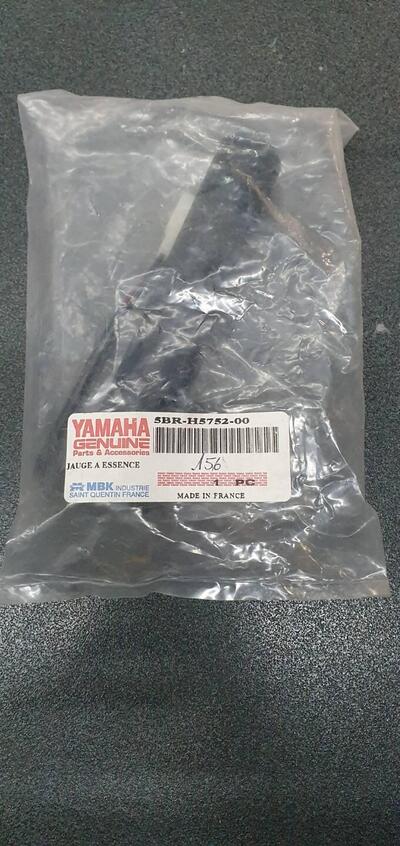 5BR-H5752-00
YAMAHA
GENUINE
Parts & Accessories
JAUGE A ESSENCE
156
1 PC
MBK INDUSTRIE
SAINT QUENTIN FRANCE
MADE IN FRANCE